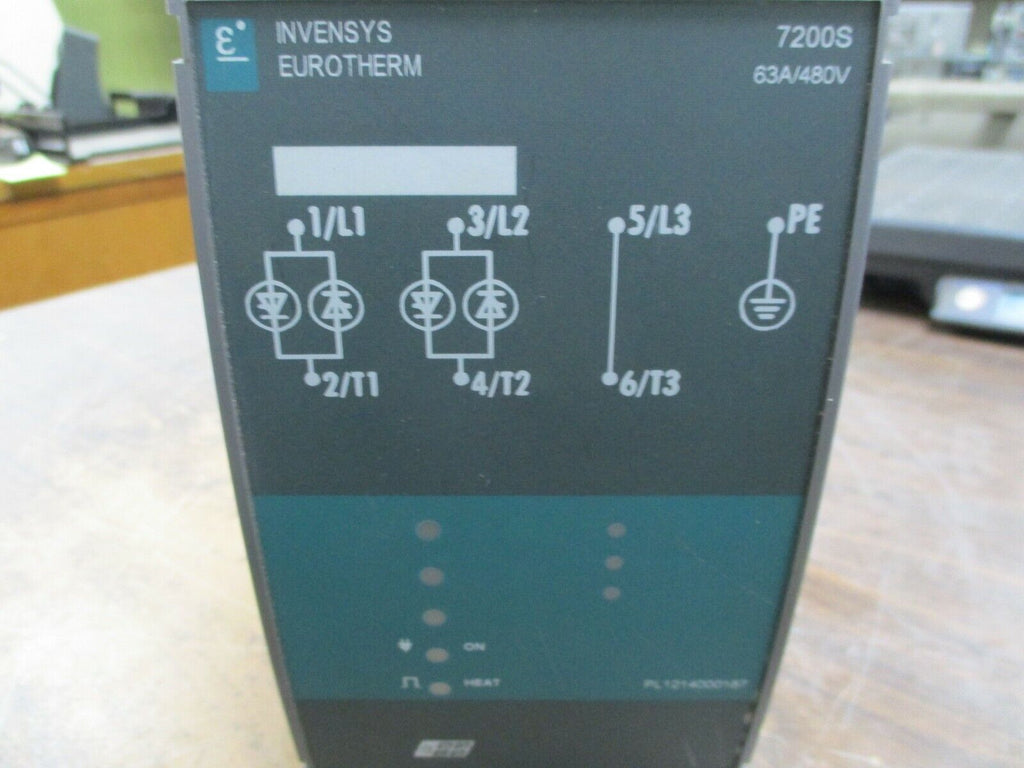 INVENSYS
EUROTHERM
7200S
63A/480V
1/L1
3/L2
5/L3
PE
2/T1
4/T2
6/T3
ON
HEAT